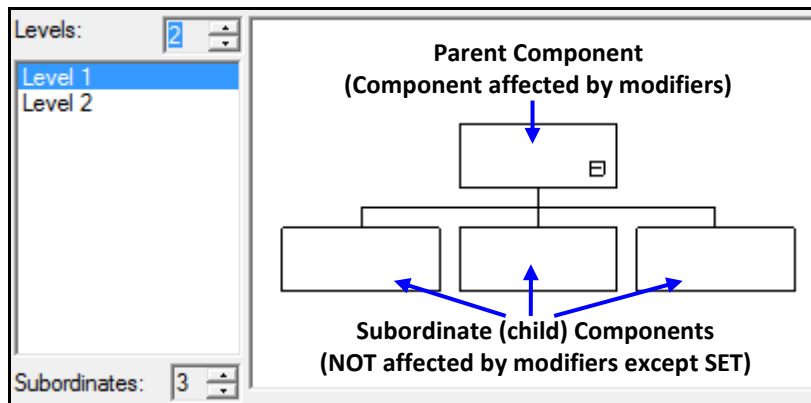 Levels: 2
Level 1
Level 2
Subordinates: 3
Parent Component
(Component affected by modifiers)
Subordinate (child) Components
(NOT affected by modifiers except SET)